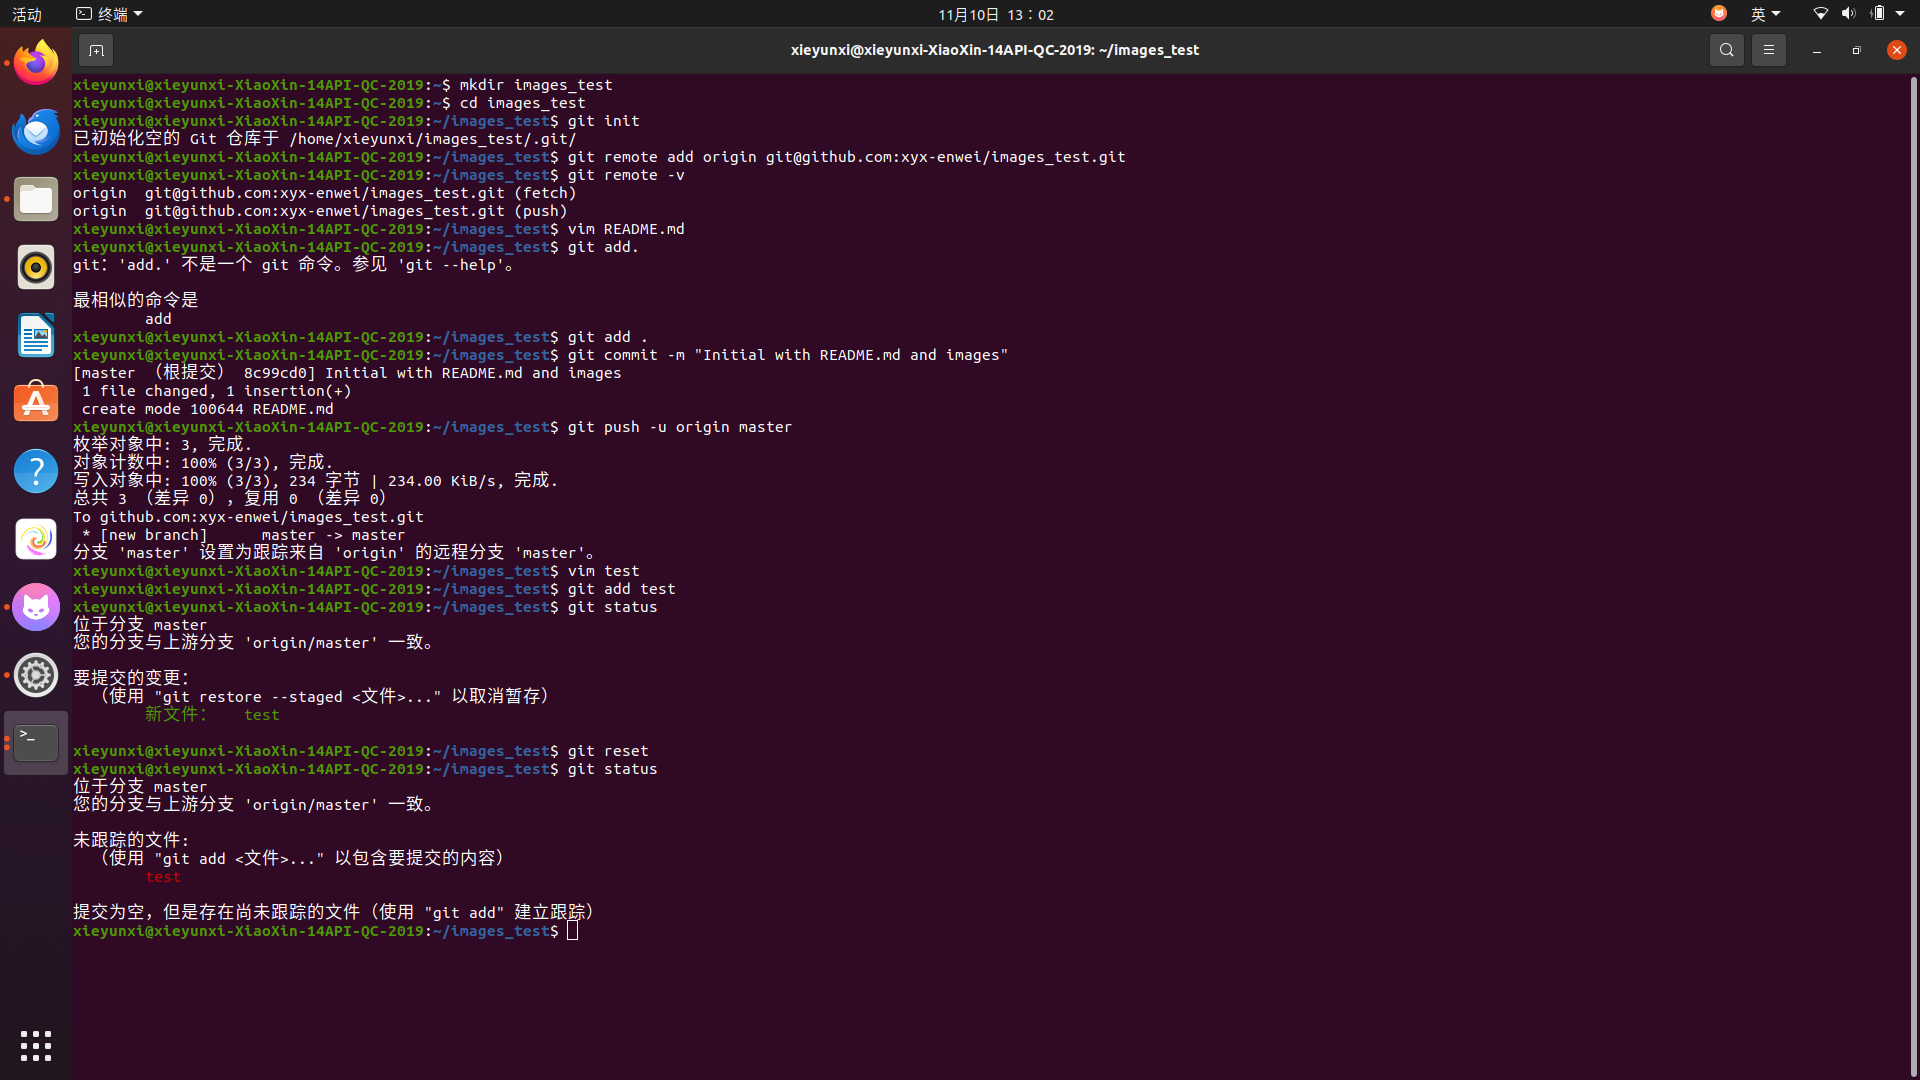 活动 终端 11月10日 13：02 英
xieyunxi@xieyunxi-XiaoXin-14API-QC-2019: ~/images_test
xieyunxi@xieyunxi-XiaoXin-14API-QC-2019:~$ mkdir images_test
xieyunxi@xieyunxi-XiaoXin-14API-QC-2019:~$ cd images_test
xieyunxi@xieyunxi-XiaoXin-14API-QC-2019:~/images_test$ git init
已初始化空的 Git 仓库于 /home/xieyunxi/images_test/.git/
xieyunxi@xieyunxi-XiaoXin-14API-QC-2019:~/images_test$ git remote add origin git@github.com:xyx-enwei/images_test.git
xieyunxi@xieyunxi-XiaoXin-14API-QC-2019:~/images_test$ git remote -v
origin  git@github.com:xyx-enwei/images_test.git (fetch)
origin  git@github.com:xyx-enwei/images_test.git (push)
xieyunxi@xieyunxi-XiaoXin-14API-QC-2019:~/images_test$ vim README.md
xieyunxi@xieyunxi-XiaoXin-14API-QC-2019:~/images_test$ git add.
git：'add.' 不是一个 git 命令。参见 'git --help'。
最相似的命令是
add
xieyunxi@xieyunxi-XiaoXin-14API-QC-2019:~/images_test$ git add .
xieyunxi@xieyunxi-XiaoXin-14API-QC-2019:~/images_test$ git commit -m "Initial with README.md and images"
[master （根提交） 8c99cd0] Initial with README.md and images
1 file changed, 1 insertion(+)
create mode 100644 README.md
xieyunxi@xieyunxi-XiaoXin-14API-QC-2019:~/images_test$ git push -u origin master
枚举对象中: 3, 完成.
对象计数中: 100% (3/3), 完成.
写入对象中: 100% (3/3), 234 字节 | 234.00 KiB/s, 完成.
总共 3 （差异 0），复用 0 （差异 0）
To github.com:xyx-enwei/images_test.git
* [new branch]      master -> master
分支 'master' 设置为跟踪来自 'origin' 的远程分支 'master'。
xieyunxi@xieyunxi-XiaoXin-14API-QC-2019:~/images_test$ vim test
xieyunxi@xieyunxi-XiaoXin-14API-QC-2019:~/images_test$ git add test
xieyunxi@xieyunxi-XiaoXin-14API-QC-2019:~/images_test$ git status
位于分支 master
您的分支与上游分支 'origin/master' 一致。
要提交的变更：
（使用 "git restore --staged <文件>..." 以取消暂存）
新文件：   test
xieyunxi@xieyunxi-XiaoXin-14API-QC-2019:~/images_test$ git reset
xieyunxi@xieyunxi-XiaoXin-14API-QC-2019:~/images_test$ git status
位于分支 master
您的分支与上游分支 'origin/master' 一致。
未跟踪的文件:
（使用 "git add <文件>..." 以包含要提交的内容）
test
提交为空，但是存在尚未跟踪的文件（使用 "git add" 建立跟踪）
xieyunxi@xieyunxi-XiaoXin-14API-QC-2019:~/images_test$